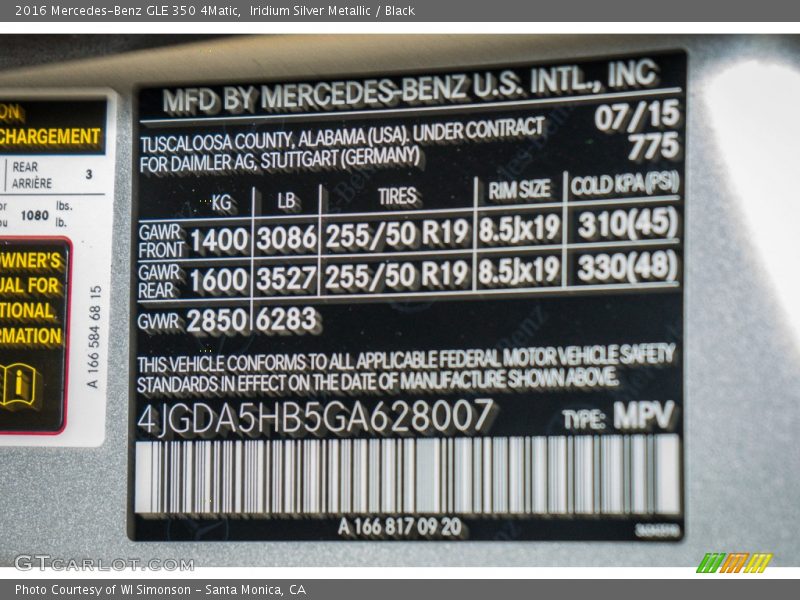 2016 Mercedes-Benz GLE 350 4Matic, Iridium Silver Metallic / Black
ON
CHARGEMENT
REAR
ARRIÈRE
3
or
1080
lbs.
ou
lb.
OWNER'S
UAL FOR
TIONAL
RMATION
A 166 584 68 15
MFD BY MERCEDES-BENZ U.S. INTL., INC
TUSCALOOSA COUNTY, ALABAMA (USA). UNDER CONTRACT
FOR DAIMLER AG, STUTTGART (GERMANY)
07/15
775
KG LB TIRES RIM SIZE COLD KPA(PSI)
GAWR FRONT 1400 3086 255/50 R19 8.5Jx19 310(45)
GAWR REAR 1600 3527 255/50 R19 8.5Jx19 330(48)
GWR 2850 6283
THIS VEHICLE CONFORMS TO ALL APPLICABLE FEDERAL MOTOR VEHICLE SAFETY
STANDARDS IN EFFECT ON THE DATE OF MANUFACTURE SHOWN ABOVE.
4JGDA5HB5GA628007 TYPE: MPV
A 166 817 09 20
GTCARLOT.COM
Photo Courtesy of WI Simonson - Santa Monica, CA